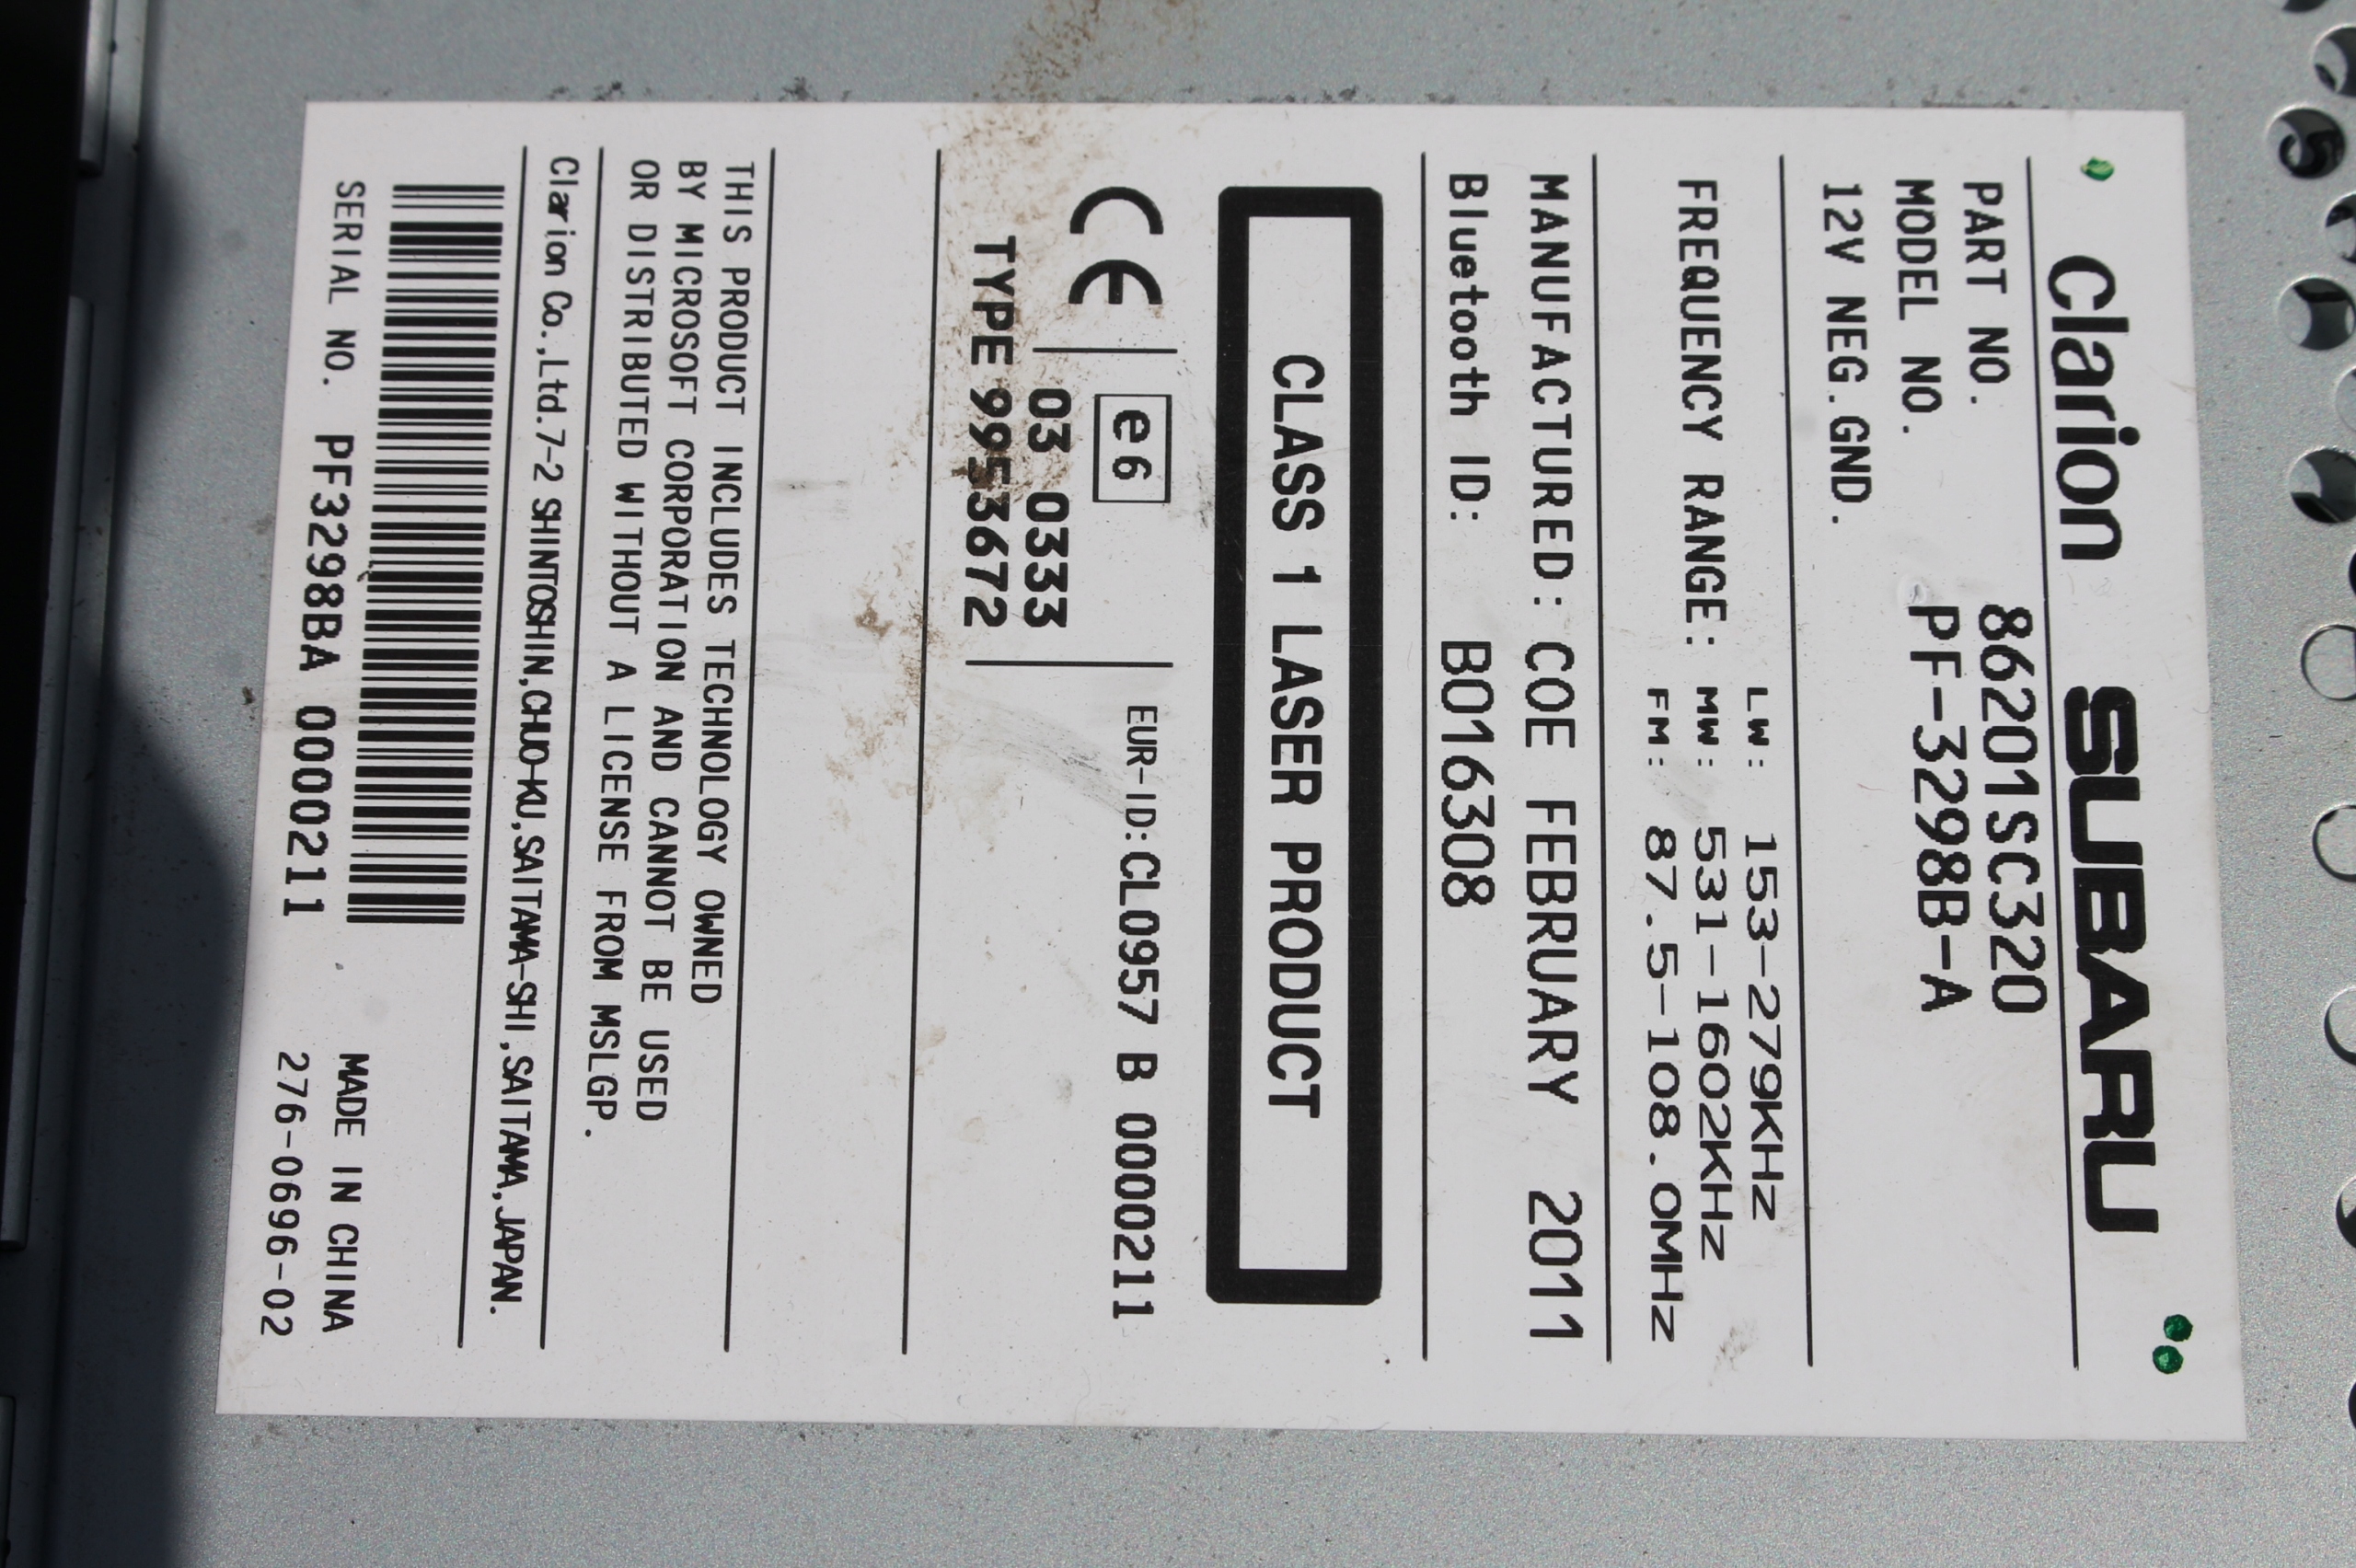 Clarion SUBARU
PART NO. 86201SC320
MODEL NO. PF-3298B-A
12V NEG.GND.
LW: 153-279KHz
FREQUENCY RANGE: MW: 531-1602KHz
FM: 87.5-108.0MHz
MANUFACTURED: COE FEBRUARY 2011
Bluetooth ID: B016308
CLASS 1 LASER PRODUCT
CE e6 EUR-ID:CL0957 B 0000211
03 0333
TYPE 9953672
THIS PRODUCT INCLUDES TECHNOLOGY OWNED
BY MICROSOFT CORPORATION AND CANNOT BE USED
OR DISTRIBUTED WITHOUT A LICENSE FROM MSLGP.
Clarion Co.,Ltd.7-2 SHINTOSHIN,CHUO-KU,SAITAMA-SHI,SAITAMA,JAPAN.
MADE IN CHINA
SERIAL NO. PF3298BA 0000211 276-0696-02